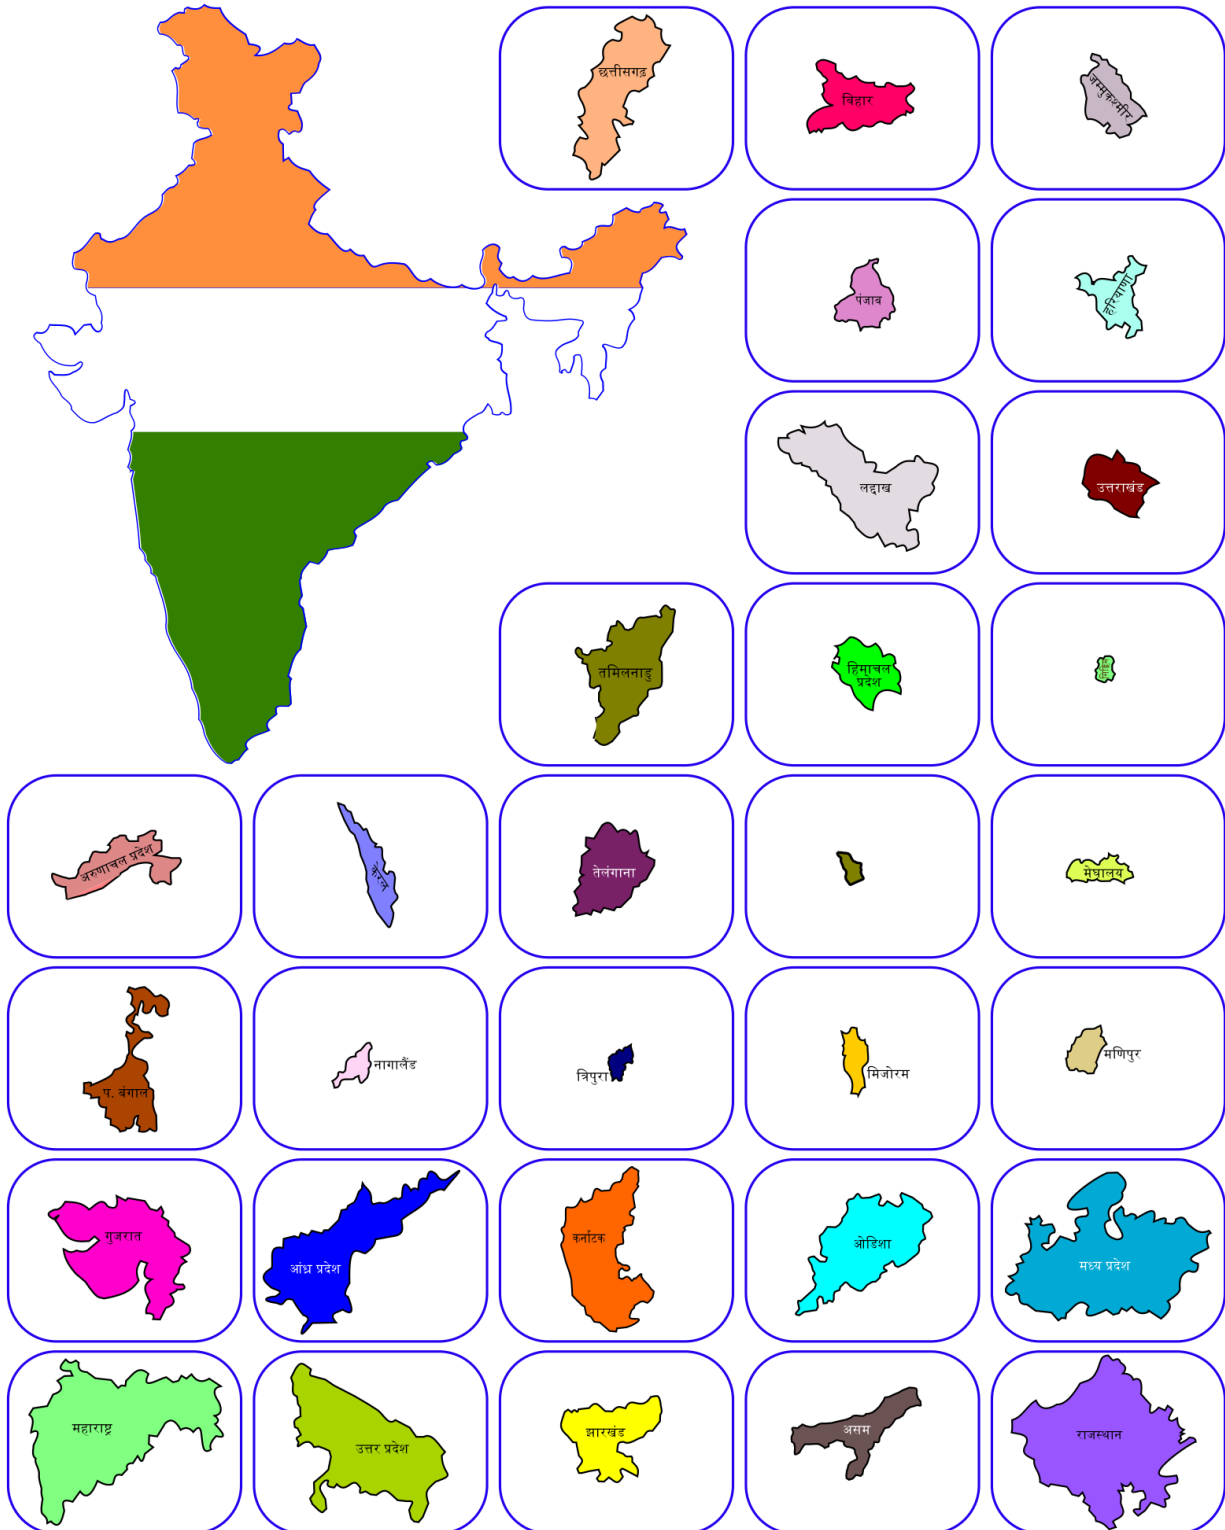 छत्तीसगढ़
बिहार
जम्मुकश्मीर
पंजाब
हरियाणा
लद्दाख
उत्तराखंड
तमिलनाडु
हिमाचल
प्रदेश
अरुणाचल प्रदेश
केरल
तेलंगाना
मेघालय
प. बंगाल
नागालैंड
त्रिपुरा
मिजोरम
मणिपुर
गुजरात
आंध्र प्रदेश
कर्नाटक
ओडिशा
मध्य प्रदेश
महाराष्ट्र
उत्तर प्रदेश
झारखंड
असम
राजस्थान